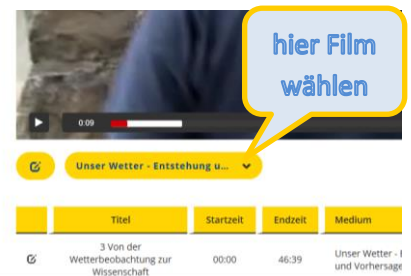 hier Film
wählen
0:09
Unser Wetter - Entstehung u...
Titel Startzeit Endzeit Medium
3 Von der
Wetterbeobachtung zur
Wissenschaft
00:00 46:39
Unser Wetter -
und Vorhersage